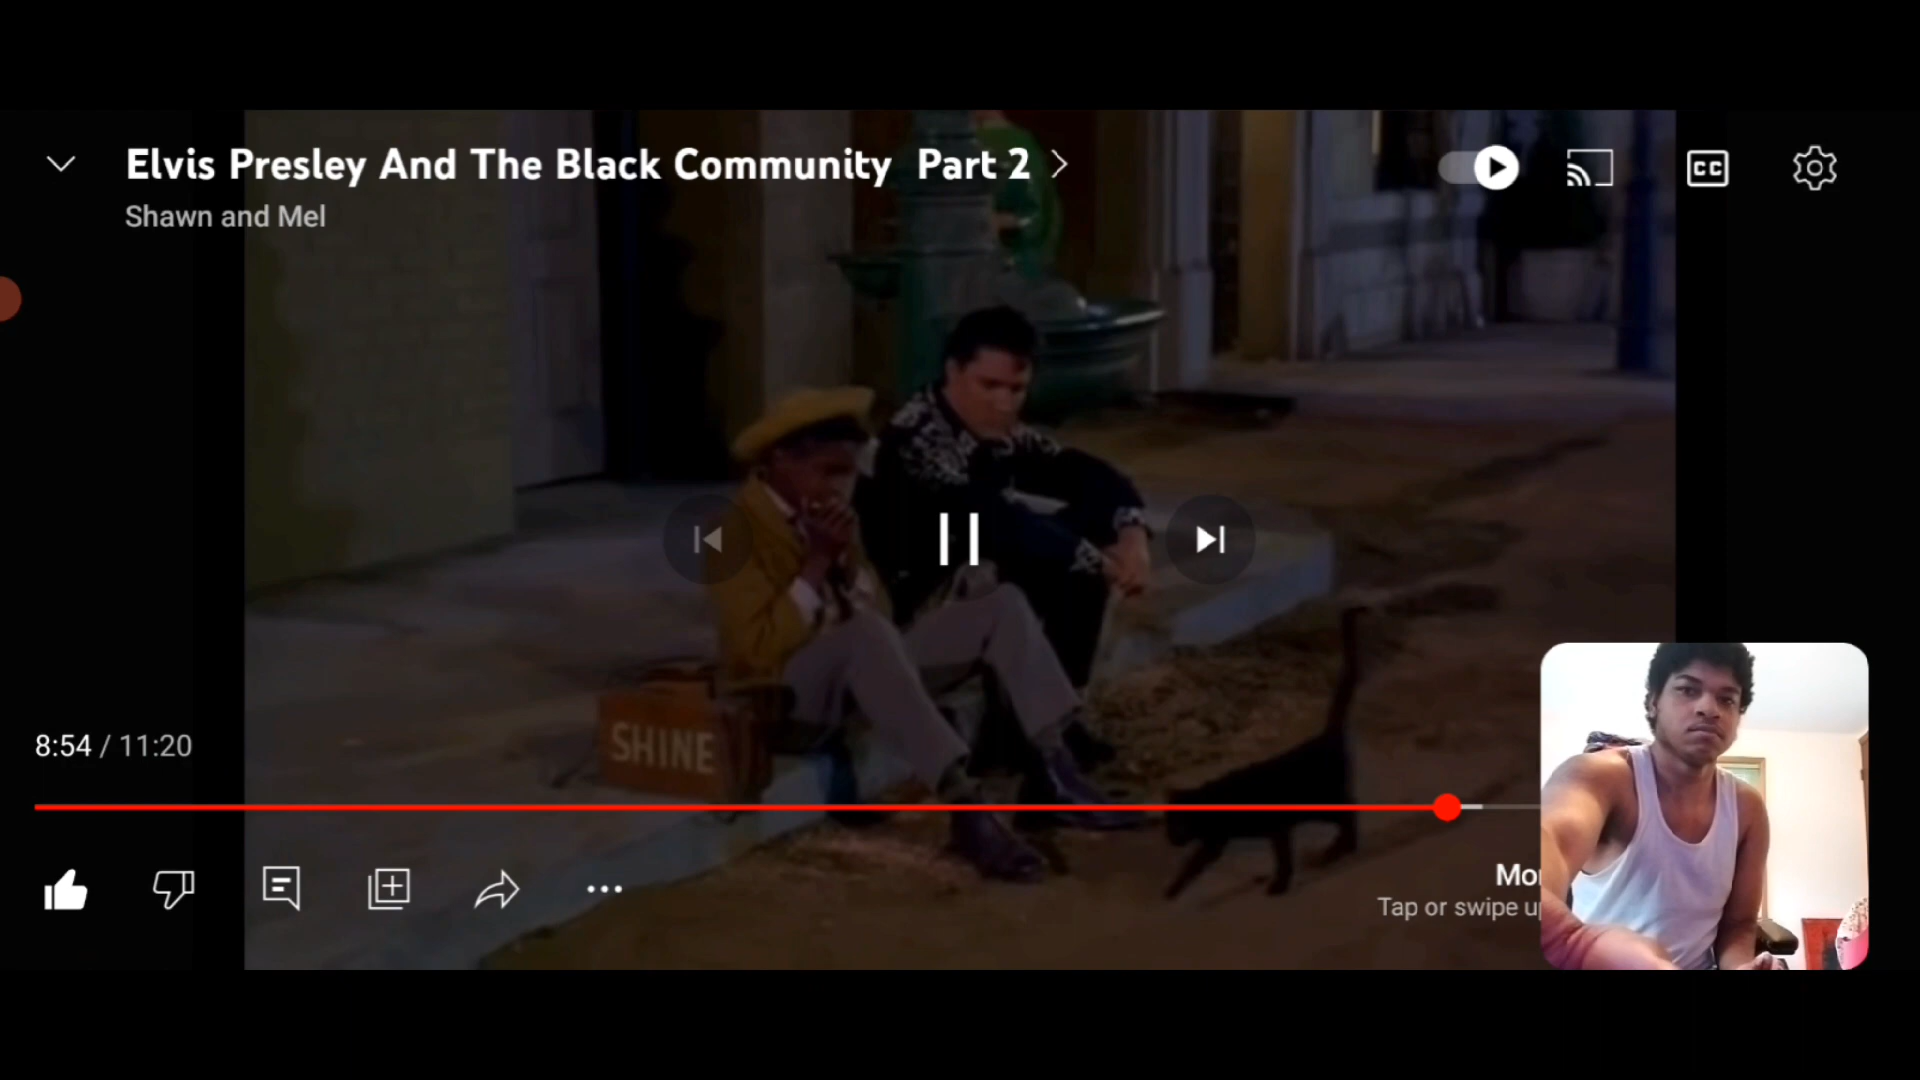 Elvis Presley And The Black Community Part 2
Shawn and Mel
CC
SHINE
8:54 / 11:20
Tap or swipe